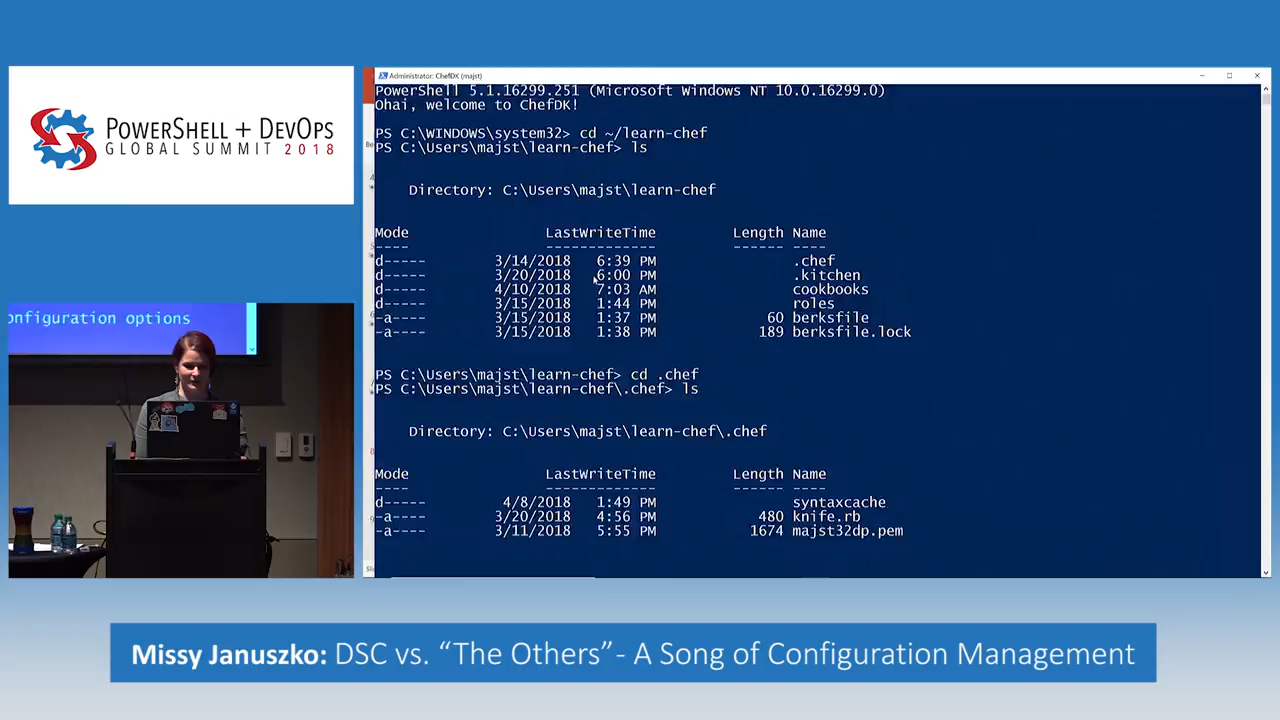 POWERSHELL + DEVOPS
GLOBAL SUMMIT 2018
onfiguration options
Administrator: ChefDK (majst)
PowerShell 5.1.16299.251 (Microsoft Windows NT 10.0.16299.0)
Ohai, welcome to ChefDK!
PS C:\WINDOWS\system32> cd ~/learn-chef
PS C:\Users\majst\learn-chef> ls
Directory: C:\Users\majst\learn-chef
Mode LastWriteTime Length Name
---- ------------- ------ ----
d----- 3/14/2018 6:39 PM .chef
d----- 3/20/2018 6:00 PM .kitchen
d----- 4/10/2018 7:03 AM cookbooks
d----- 3/15/2018 1:44 PM roles
-a---- 3/15/2018 1:37 PM 60 berksfile
-a---- 3/15/2018 1:38 PM 189 berksfile.lock
PS C:\Users\majst\learn-chef> cd .chef
PS C:\Users\majst\learn-chef\.chef> ls
Directory: C:\Users\majst\learn-chef\.chef
Mode LastWriteTime Length Name
---- ------------- ------ ----
d----- 4/8/2018 1:49 PM syntaxcache
-a---- 3/20/2018 4:56 PM 480 knife.rb
-a---- 3/11/2018 5:55 PM 1674 majst32dp.pem
Missy Januszko: DSC vs. “The Others”- A Song of Configuration Management